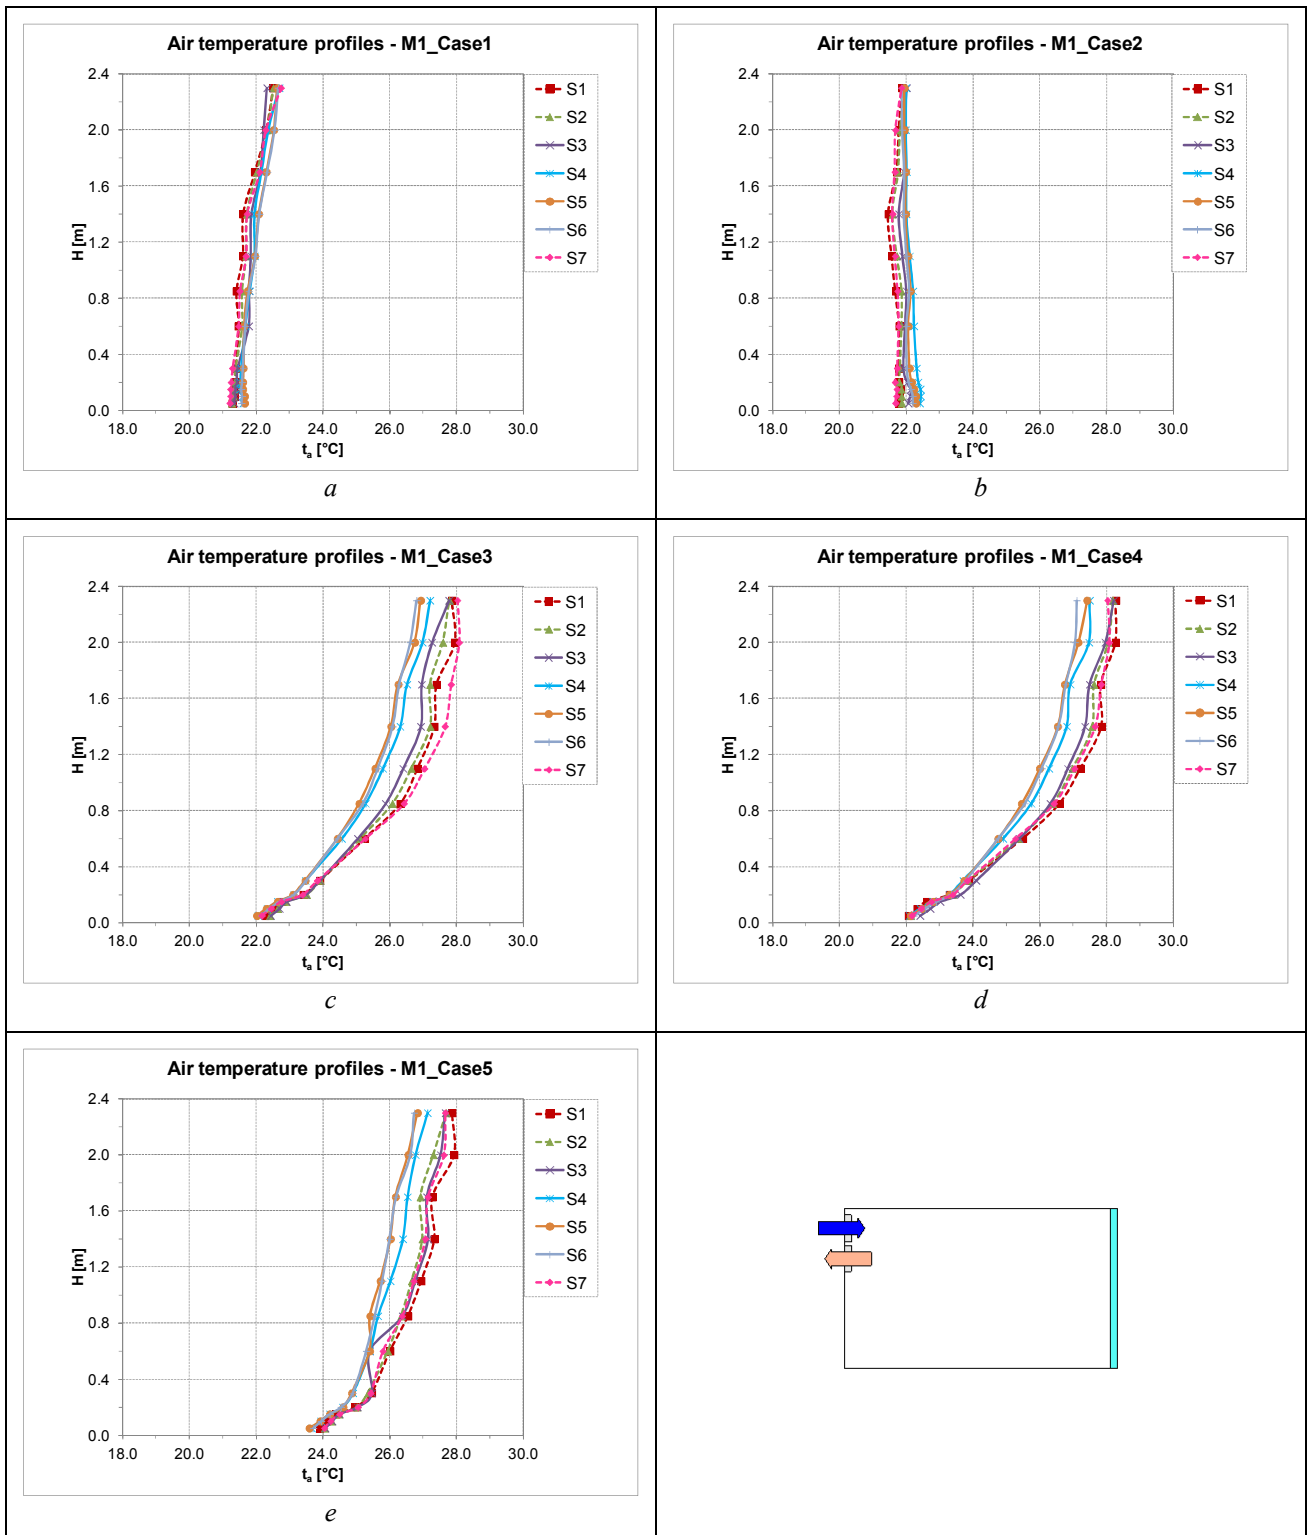 Air temperature profiles - M1_Case1
H [m]
2.4
2.0
1.6
1.2
0.8
0.4
0.0
18.0 20.0 22.0 24.0 26.0 28.0 30.0
ta [°C]
S1
S2
S3
S4
S5
S6
S7
a
Air temperature profiles - M1_Case2
H [m]
2.4
2.0
1.6
1.2
0.8
0.4
0.0
18.0 20.0 22.0 24.0 26.0 28.0 30.0
ta [°C]
S1
S2
S3
S4
S5
S6
S7
b
Air temperature profiles - M1_Case3
H [m]
2.4
2.0
1.6
1.2
0.8
0.4
0.0
18.0 20.0 22.0 24.0 26.0 28.0 30.0
ta [°C]
S1
S2
S3
S4
S5
S6
S7
c
Air temperature profiles - M1_Case4
H [m]
2.4
2.0
1.6
1.2
0.8
0.4
0.0
18.0 20.0 22.0 24.0 26.0 28.0 30.0
ta [°C]
S1
S2
S3
S4
S5
S6
S7
d
Air temperature profiles - M1_Case5
H [m]
2.4
2.0
1.6
1.2
0.8
0.4
0.0
18.0 20.0 22.0 24.0 26.0 28.0 30.0
ta [°C]
S1
S2
S3
S4
S5
S6
S7
e